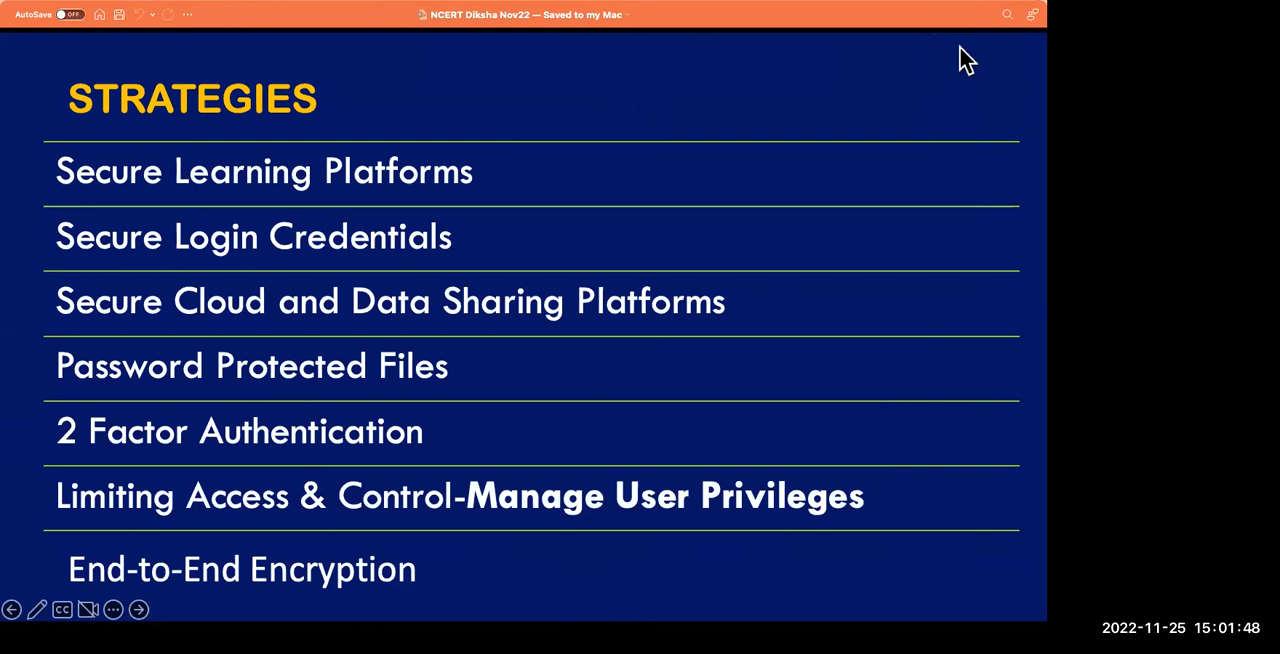 AutoSave OFF NCERT Diksha Nov22 — Saved to my Mac
STRATEGIES
Secure Learning Platforms
Secure Login Credentials
Secure Cloud and Data Sharing Platforms
Password Protected Files
2 Factor Authentication
Limiting Access & Control-Manage User Privileges
End-to-End Encryption
CC
2022-11-25 15:01:48